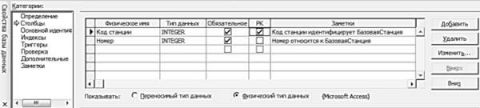 Категории:
Определение
Столбцы
Основной идентиф
Индексы
Триггеры
Проверка
Дополнительные
Заметки
Свойства базы данных
Физическое имя Тип данных Обязательное PK Заметки
Код станции INTEGER Код станции идентифицирует БазоваяСтанция
Номер INTEGER Номер относится к БазоваяСтанция
Добавить
Удалить
Изменить...
Вверх
Вниз
Показывать: Переносимый тип данных Физический тип данных (Microsoft Access)